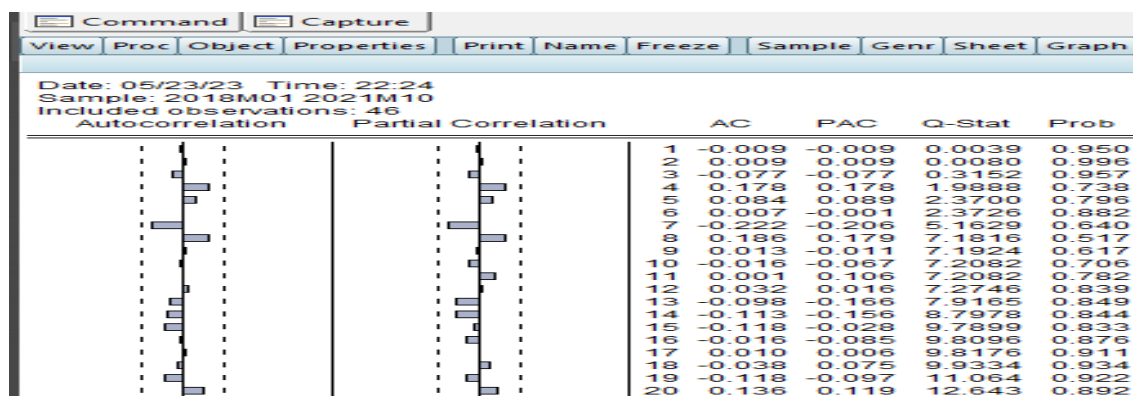 Command Capture
View Proc Object Properties Print Name Freeze Sample Genr Sheet Graph
Date: 05/23/23 Time: 22:24
Sample: 2018M01 2021M10
Included observations: 46
Autocorrelation Partial Correlation AC PAC Q-Stat Prob
1 -0.009 -0.009 0.0039 0.950
2 0.009 0.009 0.0080 0.996
3 -0.077 -0.077 0.3152 0.957
4 0.178 0.178 1.9888 0.738
5 0.084 0.089 2.3700 0.796
6 0.007 -0.001 2.3726 0.882
7 -0.222 -0.206 5.1629 0.640
8 0.186 0.179 7.1816 0.517
9 0.013 -0.011 7.1924 0.617
10 -0.016 -0.067 7.2082 0.706
11 0.001 0.106 7.2082 0.782
12 0.032 0.016 7.2746 0.839
13 -0.098 -0.166 7.9165 0.849
14 -0.113 -0.156 8.7978 0.844
15 -0.118 -0.028 9.7899 0.833
16 -0.016 -0.085 9.8096 0.876
17 0.010 0.006 9.8176 0.911
18 -0.038 0.075 9.9334 0.934
19 -0.118 -0.097 11.064 0.922
20 0.136 0.119 12.643 0.892